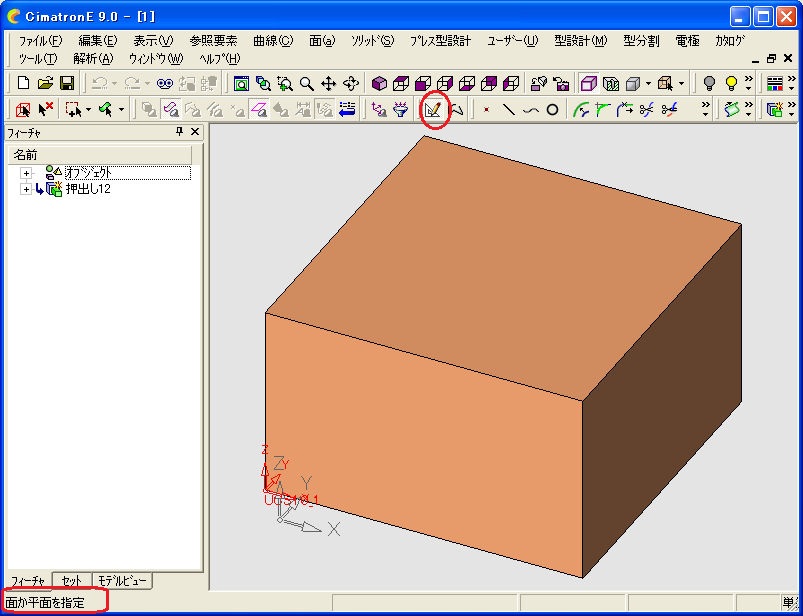 CimatronE 9.0 - [1]
ﾌｧｲﾙ(F) 編集(E) 表示(V) 参照要素 曲線(C) 面(a) ｿﾘｯﾄﾞ(S) ﾌﾟﾚｽ型設計 ﾕｰｻﾞｰ(U) 型設計(M) 型分割 電極 ｶﾀﾛｸﾞ
ﾂｰﾙ(T) 解析(A) ｳｨﾝﾄﾞｳ(W) ﾍﾙﾌﾟ(H)
ﾌｨｰﾁｬ
名前
ｵﾌﾞｼﾞｪｸﾄ
押出し12
Z
Z Y
Y
X
ﾌｨｰﾁｬ ｾｯﾄ ﾓﾃﾞﾙﾋﾞｭｰ
面か平面を指定